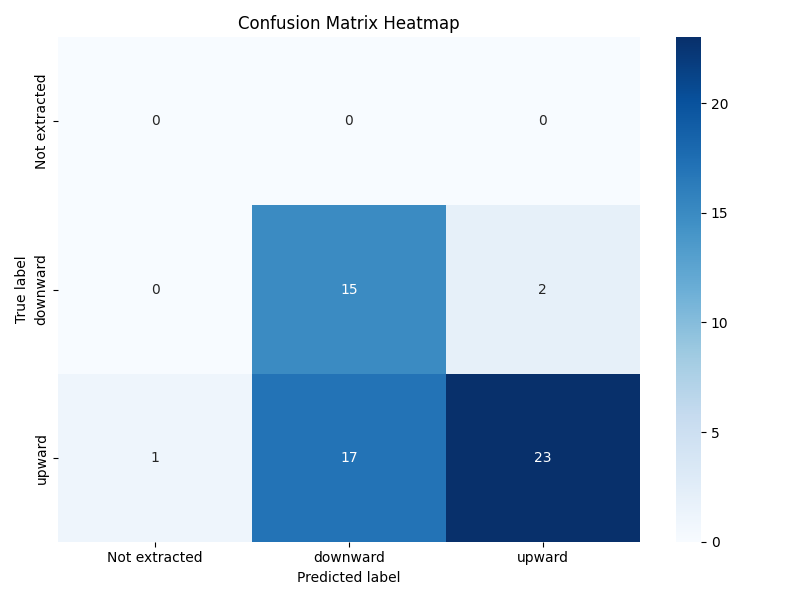 Confusion Matrix Heatmap
Not extracted
0
0
0
True label
downward
0
15
2
upward
1
17
23
Not extracted
downward
upward
Predicted label
20
15
10
5
0